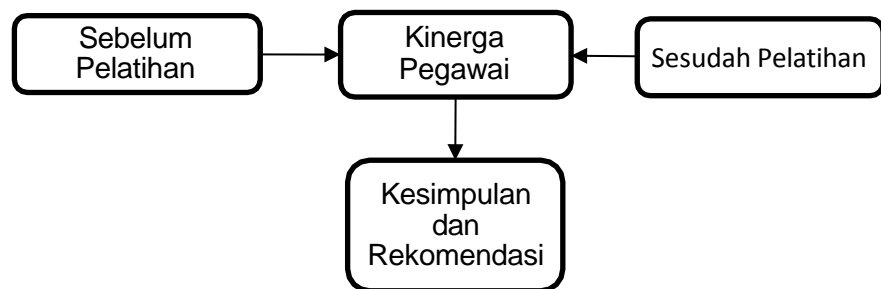 Sebelum
Pelatihan
Kinerga
Pegawai
Sesudah Pelatihan
Kesimpulan
dan
Rekomendasi